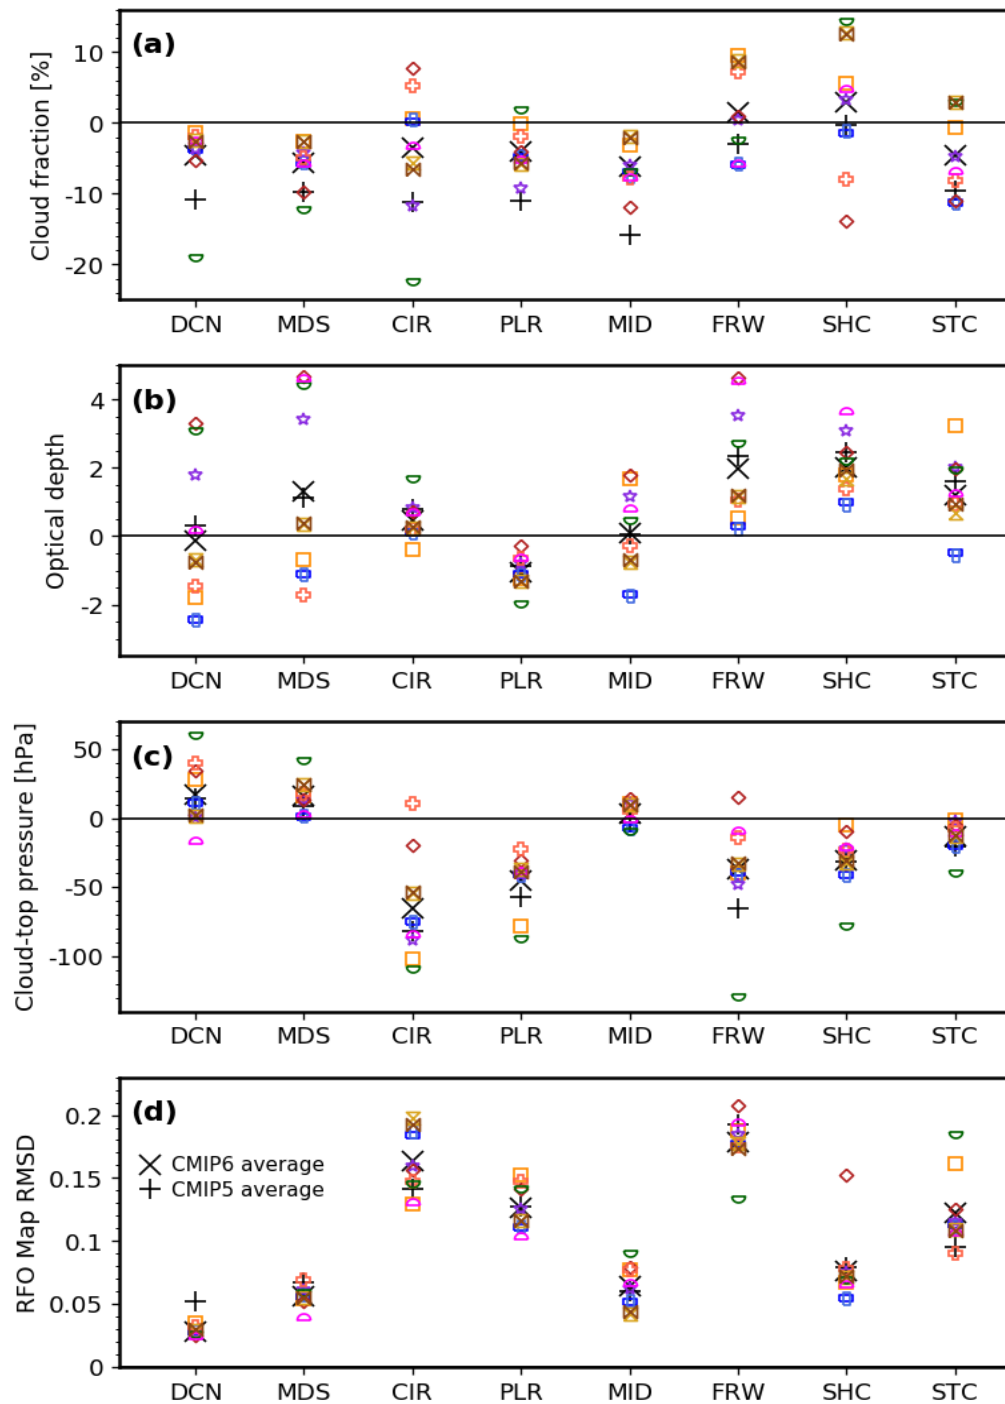 (a)
Cloud fraction [%]
10
0
-10
-20
DCN MDS CIR PLR MID FRW SHC STC
(b)
Optical depth
4
2
0
-2
DCN MDS CIR PLR MID FRW SHC STC
(c)
Cloud-top pressure [hPa]
50
0
-50
-100
DCN MDS CIR PLR MID FRW SHC STC
(d)
RFO Map RMSD
0.2
0.15
0.1
0.05
0
CMIP6 average
CMIP5 average
DCN MDS CIR PLR MID FRW SHC STC